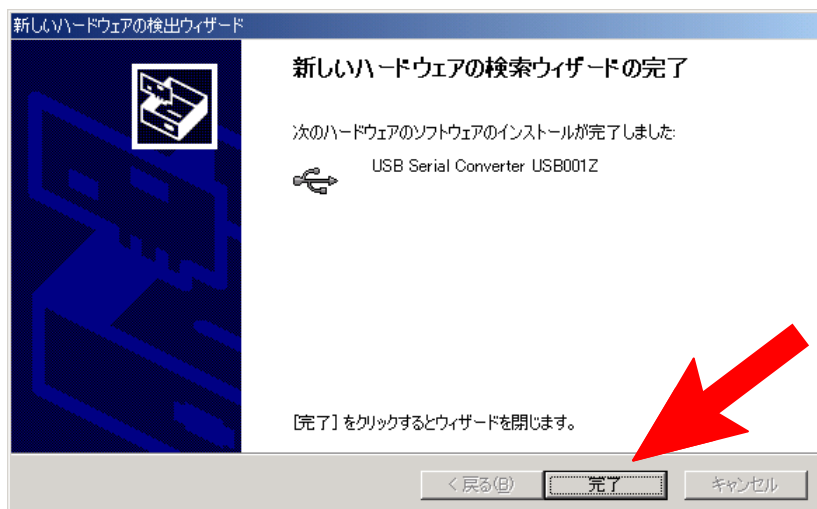 新しいハードウェアの検出ウィザード
新しいハードウェアの検索ウィザードの完了
次のハードウェアのソフトウェアのインストールが完了しました:
USB Serial Converter USB001Z
[完了] をクリックするとウィザードを閉じます。
< 戻る(B) 完了 キャンセル